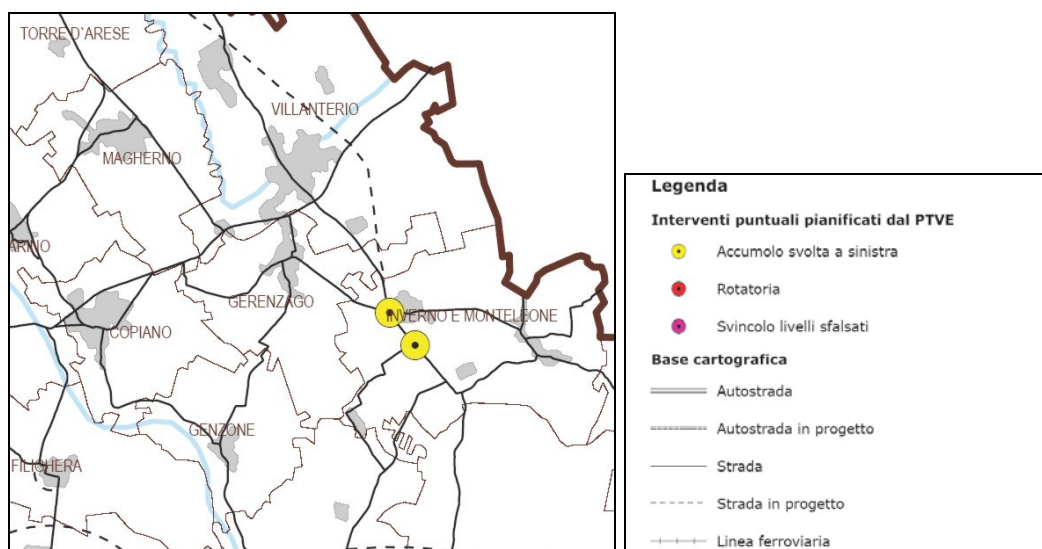 TORRE D'ARESE
VILLANTERIO
MAGHERNO
ARINO
GERENZAGO
INVERNO E MONTELEONE
COPIANO
GENZONE
FILIGHERA
Legenda
Interventi puntuali pianificati dal PTVE
Accumolo svolta a sinistra
Rotatoria
Svincolo livelli sfalsati
Base cartografica
Autostrada
Autostrada in progetto
Strada
Strada in progetto
Linea ferroviaria